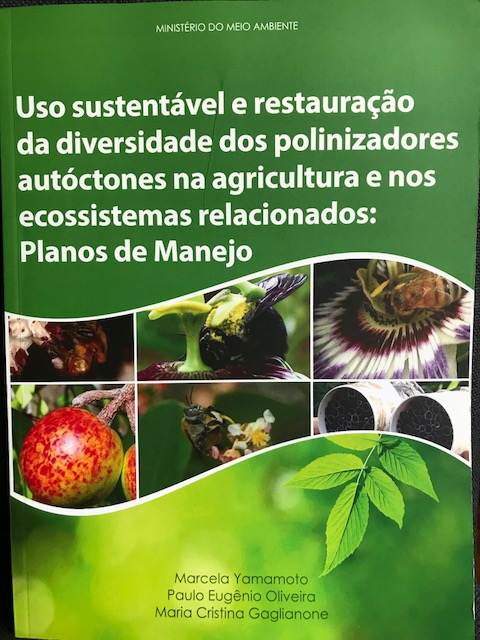 MINISTÉRIO DO MEIO AMBIENTE
Uso sustentável e restauração
da diversidade dos polinizadores
autóctones na agricultura e nos
ecossistemas relacionados:
Planos de Manejo
Marcela Yamamoto
Paulo Eugênio Oliveira
Maria Cristina Gaglianone